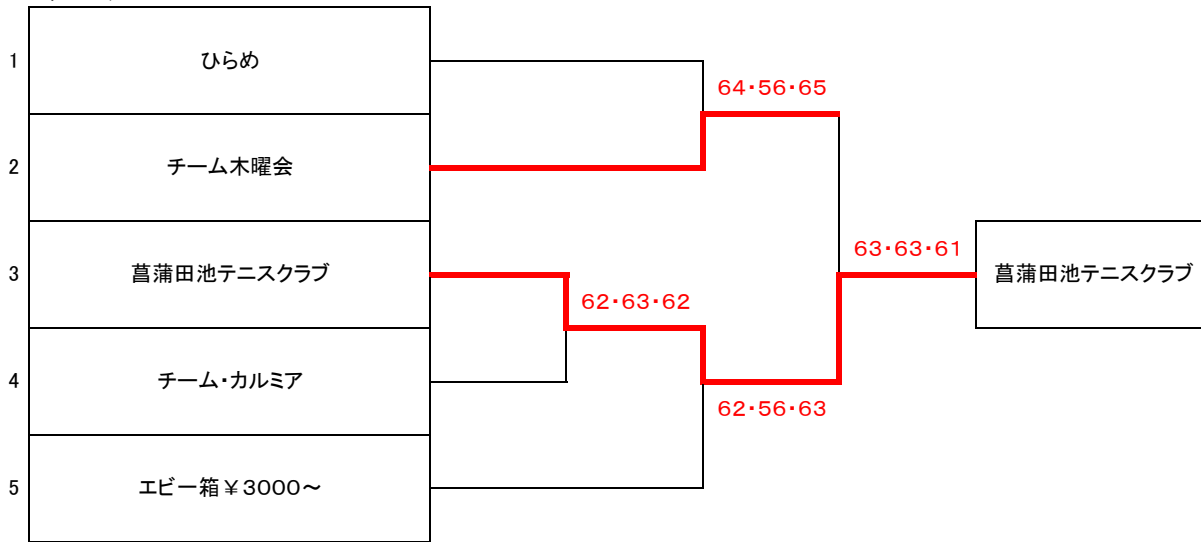 1 ひらめ
64・56・65
2 チーム木曜会
3 菖蒲田池テニスクラブ
63・63・61
菖蒲田池テニスクラブ
62・63・62
4 チーム・カルミア
62・56・63
5 エビー箱￥3000～